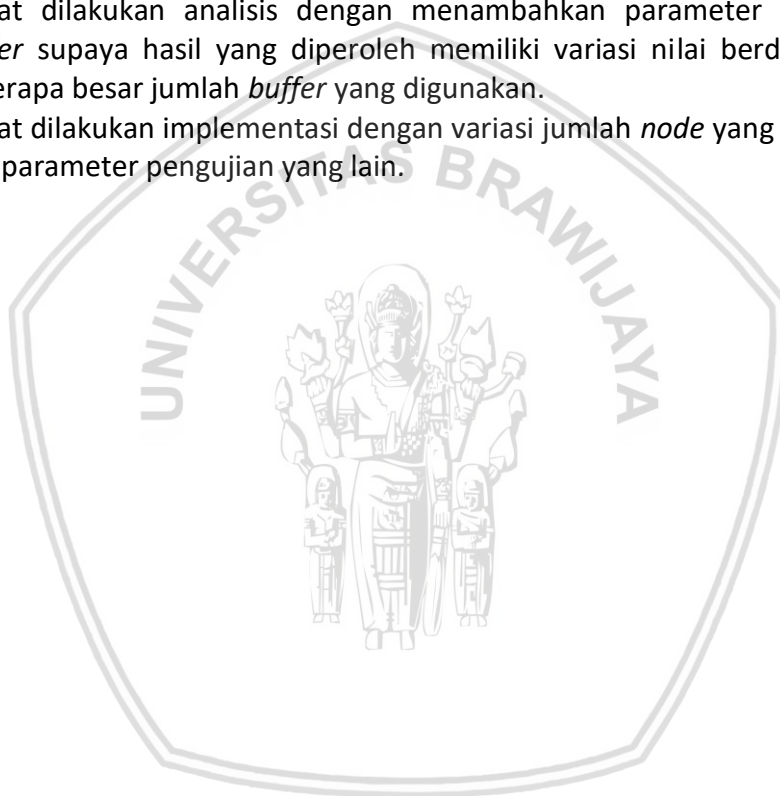 at dilakukan analisis dengan menambahkan parameter
er supaya hasil yang diperoleh memiliki variasi nilai berd
erapa besar jumlah buffer yang digunakan.
at dilakukan implementasi dengan variasi jumlah node yang
parameter pengujian yang lain.
UNIVERSITAS BRAWIJAYA